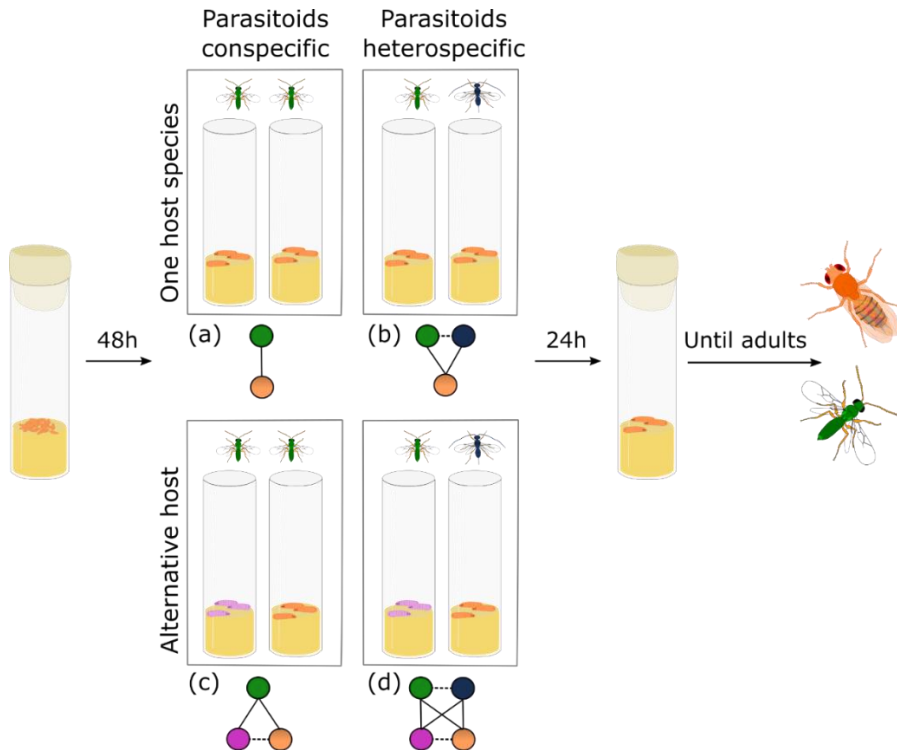 Parasitoids
conspecific
Parasitoids
heterospecific
One host species
48h
(a)
(b)
24h
Until adults
Alternative host
(c)
(d)